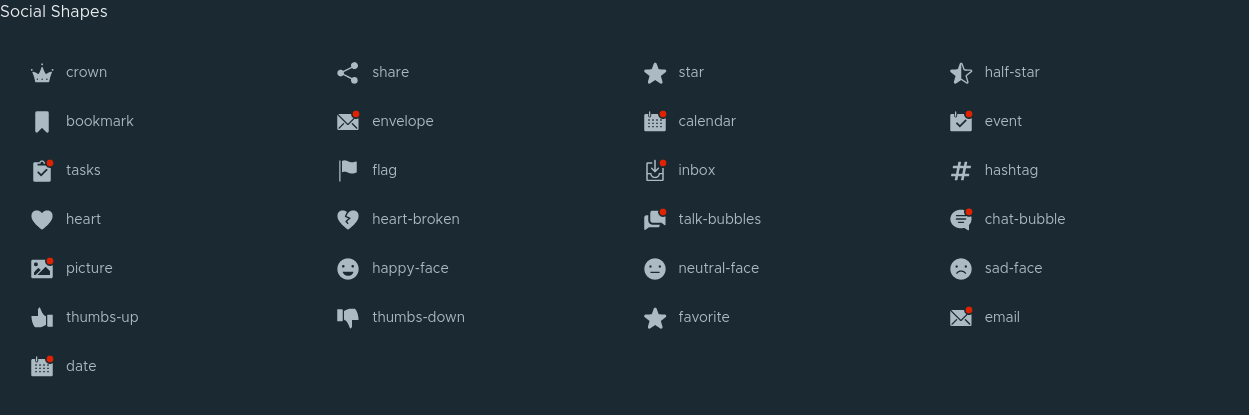 Social Shapes
crown share star half-star
bookmark envelope calendar event
tasks flag inbox hashtag
heart heart-broken talk-bubbles chat-bubble
picture happy-face neutral-face sad-face
thumbs-up thumbs-down favorite email
date